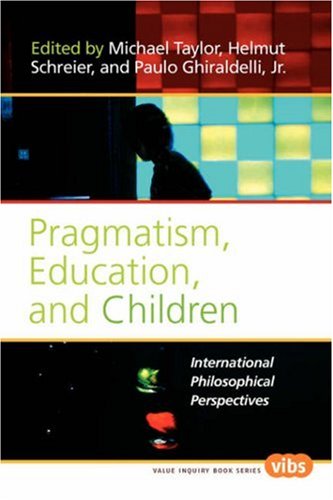 Edited by Michael Taylor, Helmut
Schreier, and Paulo Ghiraldelli, Jr.
Pragmatism,
Education,
and Children
International
Philosophical
Perspectives
VALUE INQUIRY BOOK SERIES
vibs